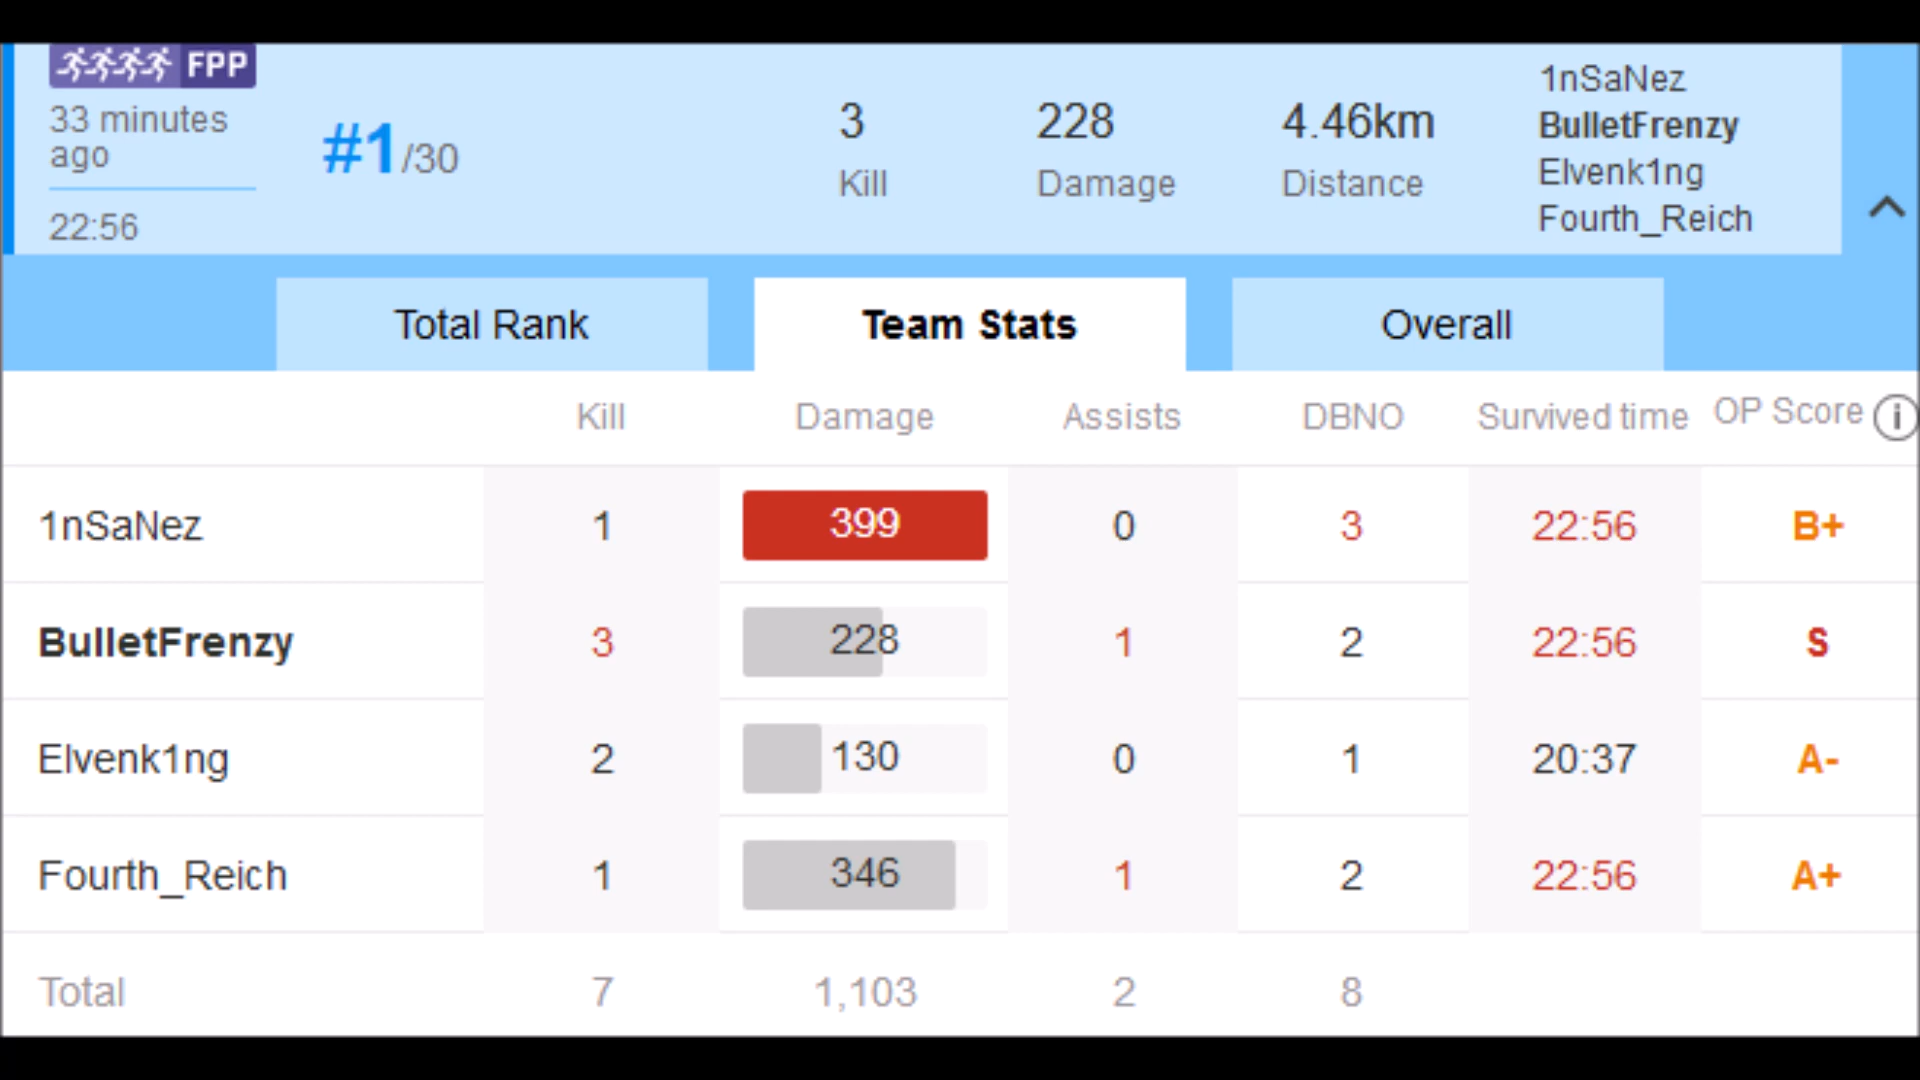 FPP
33 minutes
ago
22:56
#1/30
3
Kill
228
Damage
4.46km
Distance
1nSaNez
BulletFrenzy
Elvenk1ng
Fourth_Reich
Total Rank Team Stats Overall
Kill Damage Assists DBNO Survived time OP Score i
1nSaNez 1 399 0 3 22:56 B+
BulletFrenzy 3 228 1 2 22:56 S
Elvenk1ng 2 130 0 1 20:37 A-
Fourth_Reich 1 346 1 2 22:56 A+
Total 7 1,103 2 8